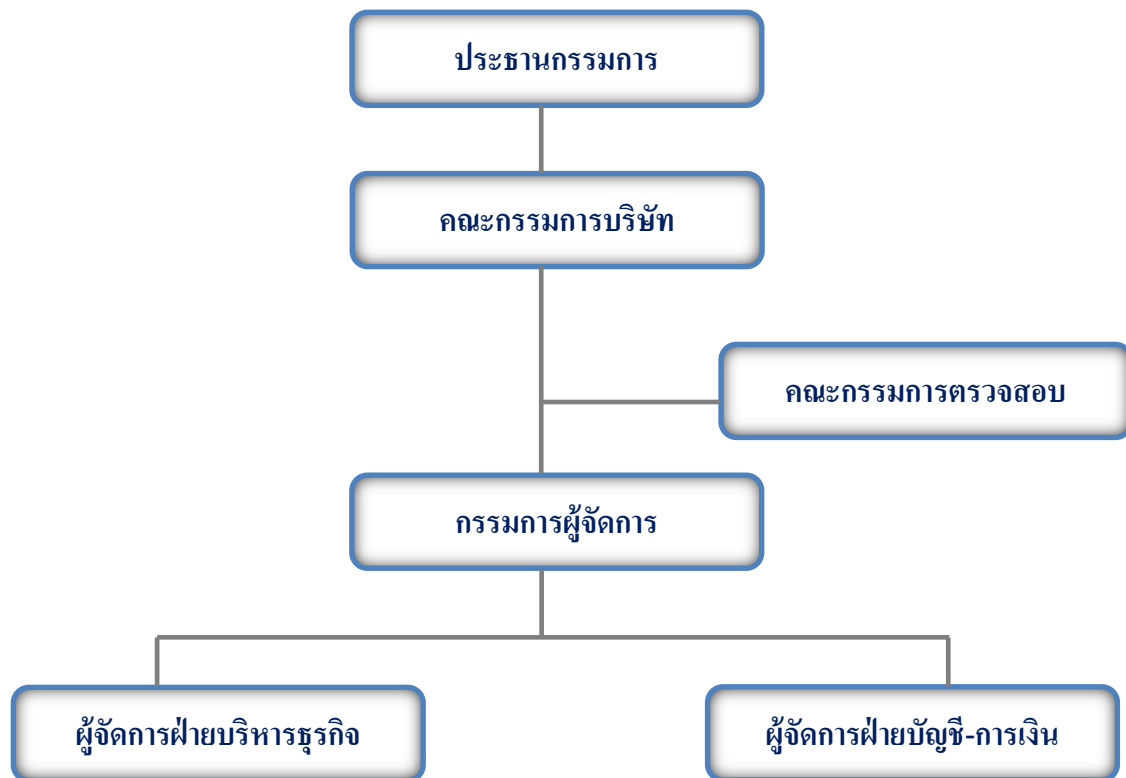 ประธานกรรมการ
คณะกรรมการบริษัท
คณะกรรมการตรวจสอบ
กรรมการผู้จัดการ
ผู้จัดการฝ่ายบริหารธุรกิจ
ผู้จัดการฝ่ายบัญชี-การเงิน